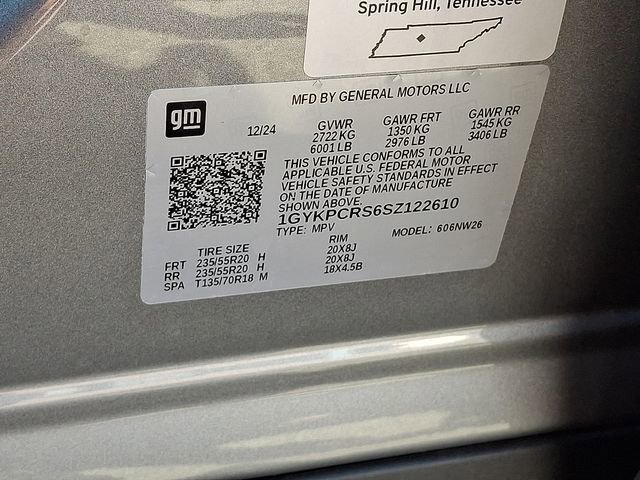 Spring Hill, Tennessee
gm
MFD BY GENERAL MOTORS LLC
12/24
GVWR GAWR FRT GAWR RR
2722 KG 1350 KG 1545 KG
6001 LB 2976 LB 3406 LB
THIS VEHICLE CONFORMS TO ALL
APPLICABLE U.S. FEDERAL MOTOR
VEHICLE SAFETY STANDARDS IN EFFECT
ON THE DATE OF MANUFACTURE
SHOWN ABOVE.
1GYKPCRS6SZ122610
TYPE: MPV MODEL: 606NW26
TIRE SIZE RIM
FRT 235/55R20 H 20X8J
RR 235/55R20 H 20X8J
SPA T135/70R18 M 18X4.5B